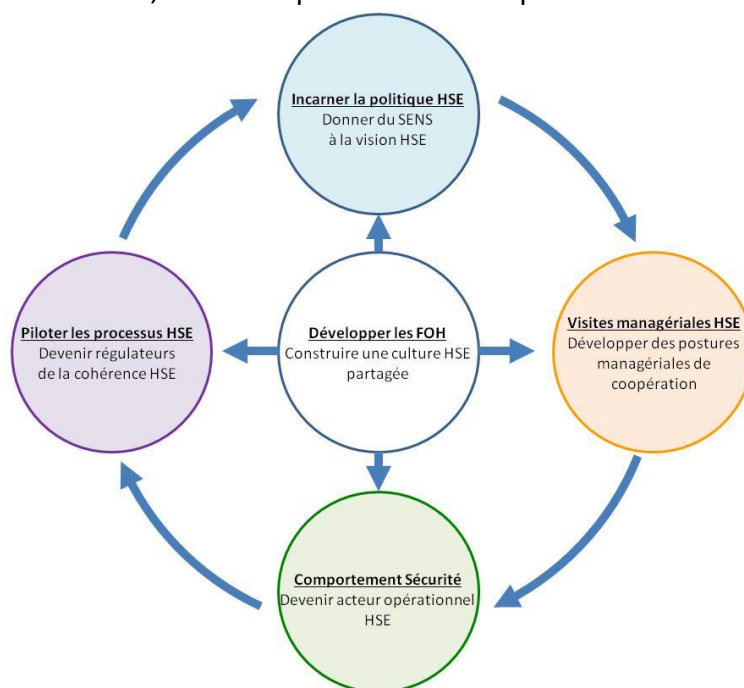 Incarner la politique HSE
Donner du SENS
à la vision HSE
Piloter les processus HSE
Devenir régulateurs
de la cohérence HSE
Développer les FOH
Construire une culture HSE
partagée
Visites managériales HSE
Développer des postures
managériales de
coopération
Comportement Sécurité
Devenir acteur opérationnel
HSE